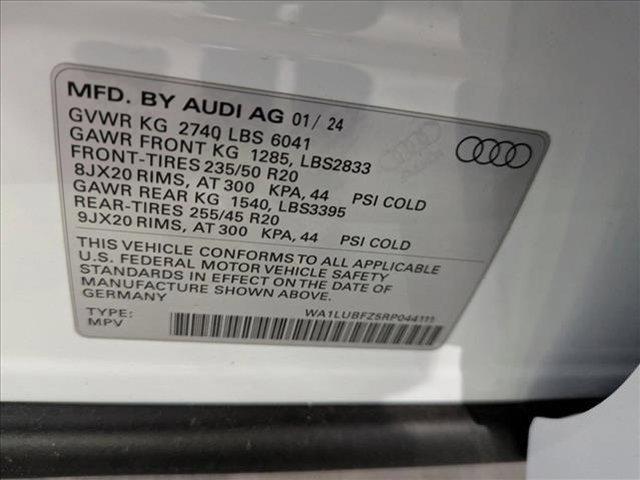 MFD. BY AUDI AG 01/ 24
GVWR KG 2740 LBS 6041
GAWR FRONT KG 1285, LBS2833
FRONT-TIRES 235/50 R20
8JX20 RIMS, AT 300 KPA, 44 PSI COLD
GAWR REAR KG 1540, LBS3395
REAR-TIRES 255/45 R20
9JX20 RIMS, AT 300 KPA, 44 PSI COLD
THIS VEHICLE CONFORMS TO ALL APPLICABLE
U.S. FEDERAL MOTOR VEHICLE SAFETY
STANDARDS IN EFFECT ON THE DATE OF
MANUFACTURE SHOWN ABOVE.
GERMANY
TYPE: WA1LUBFZ5RP044111
MPV